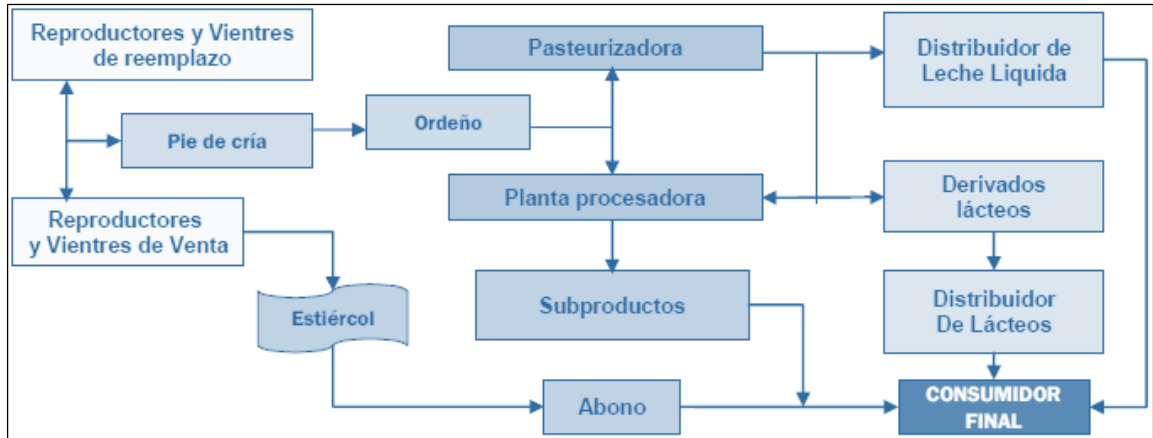 Reproductores y Vientres
de reemplazo
Pasteurizadora
Distribuidor de
Leche Liquida
Pie de cría
Ordeño
Planta procesadora
Derivados
lácteos
Reproductores
y Vientres de Venta
Estiércol
Subproductos
Distribuidor
De Lácteos
Abono
CONSUMIDOR
FINAL